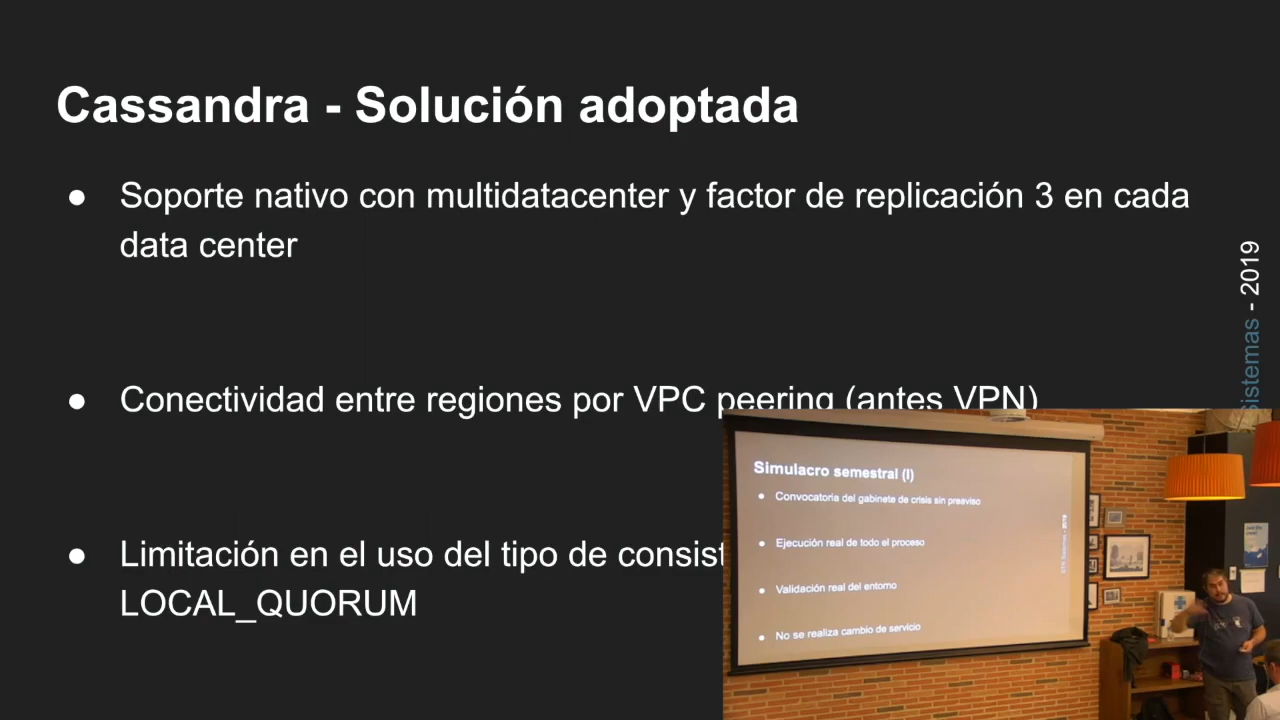 Cassandra - Solución adoptada
● Soporte nativo con multidatacenter y factor de replicación 3 en cada
data center
● Conectividad entre regiones por VPC peering (antes VPN)
● Limitación en el uso del tipo de
LOCAL_QUORUM
Sistemas - 2019
Simulacro semestral (I)
● Convocatoria del gabinete de crisis sin preaviso
● Ejecución real de todo el proceso
● Validación real del entorno
● No se realiza cambio de servicio